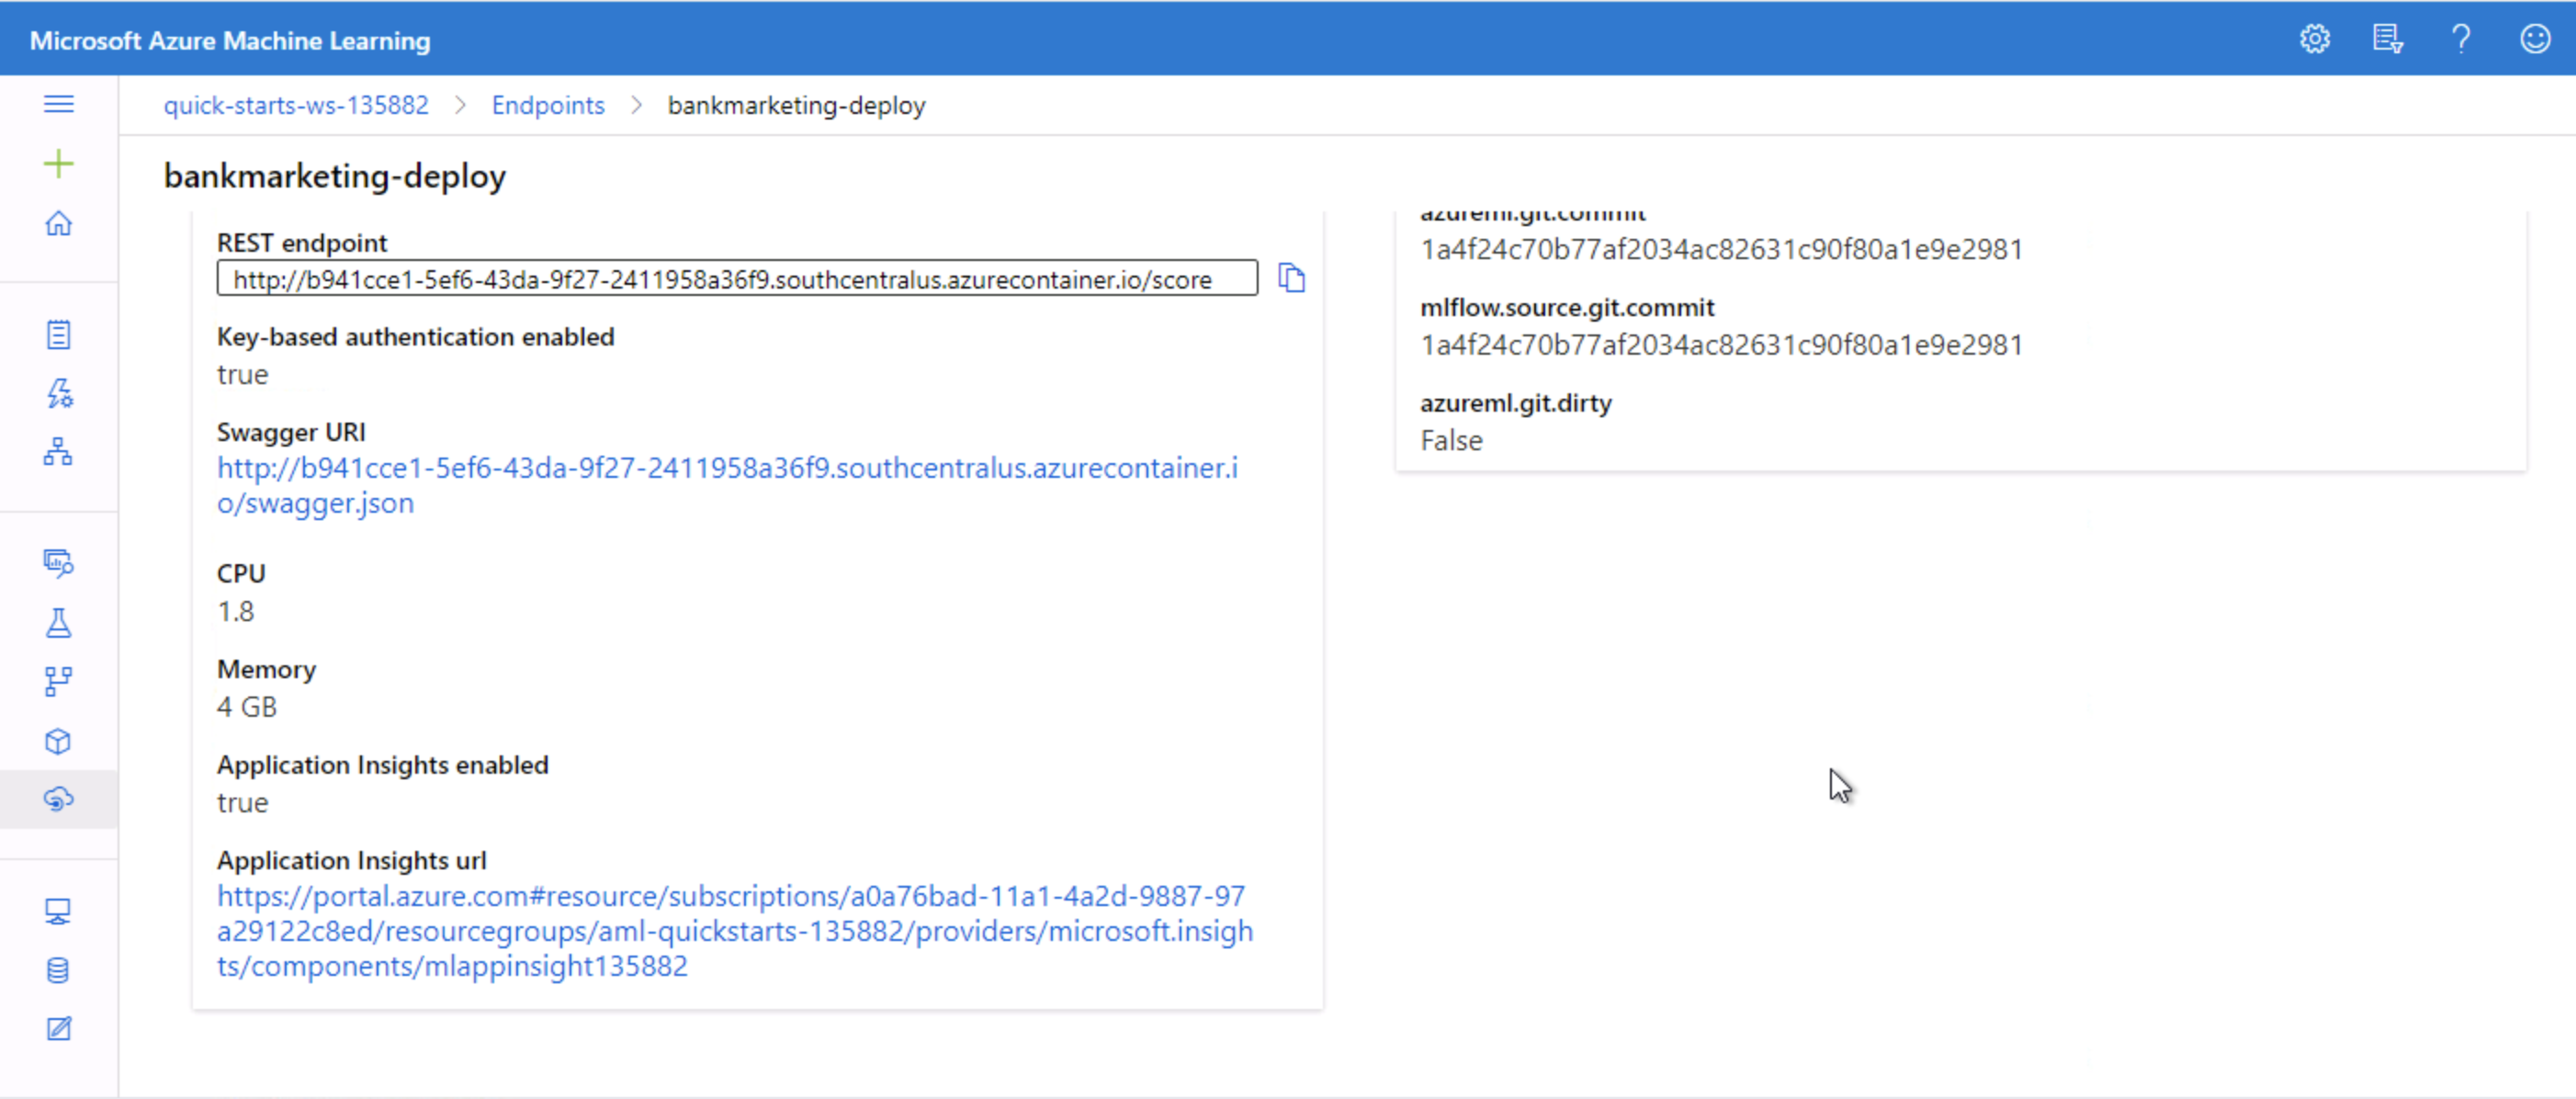 Microsoft Azure Machine Learning
quick-starts-ws-135882 > Endpoints > bankmarketing-deploy
bankmarketing-deploy
REST endpoint
http://b941cce1-5ef6-43da-9f27-2411958a36f9.southcentralus.azurecontainer.io/score
Key-based authentication enabled
true
Swagger URI
http://b941cce1-5ef6-43da-9f27-2411958a36f9.southcentralus.azurecontainer.i
o/swagger.json
CPU
1.8
Memory
4 GB
Application Insights enabled
true
Application Insights url
https://portal.azure.com#resource/subscriptions/a0a76bad-11a1-4a2d-9887-97
a29122c8ed/resourcegroups/aml-quickstarts-135882/providers/microsoft.insigh
ts/components/mlappinsight135882
azureml.git.commit
1a4f24c70b77af2034ac82631c90f80a1e9e2981
mlflow.source.git.commit
1a4f24c70b77af2034ac82631c90f80a1e9e2981
azureml.git.dirty
False